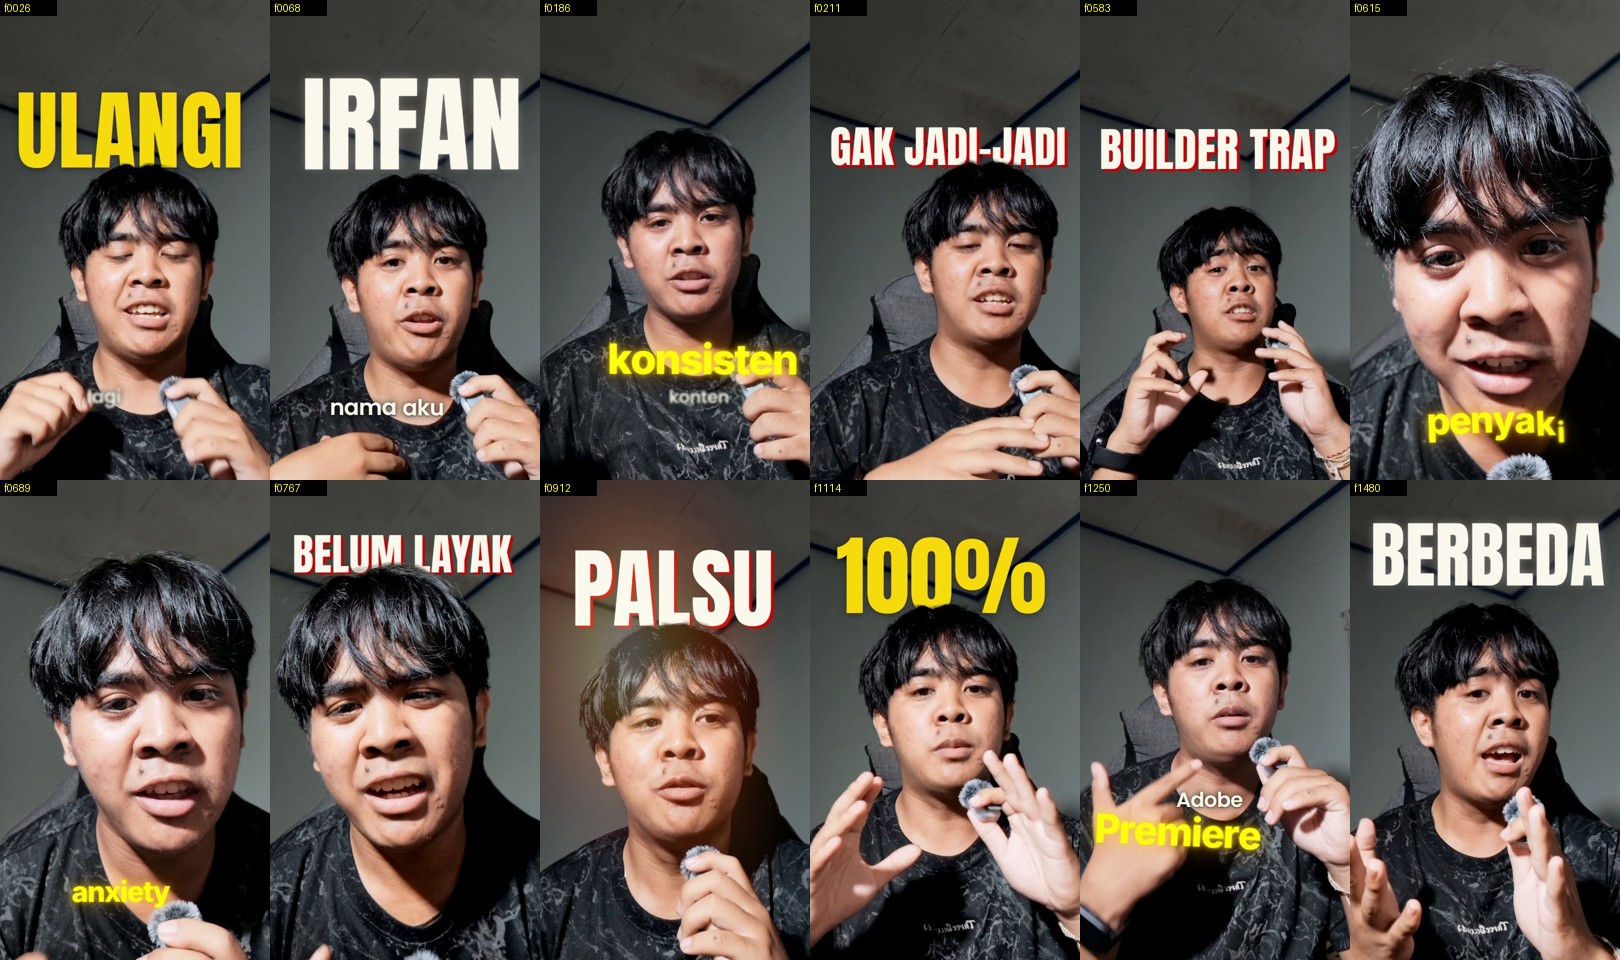 f0026
ULANGI
lagi
f0068
IRFAN
nama aku
f0186
konsisten
konten
f0211
GAK JADI-JADI
f0583
BUILDER TRAP
f0615
penyaki
f0689
anxiety
f0767
BELUM LAYAK
f0912
PALSU
f1114
100%
f1250
Adobe
Premiere
f1480
BERBEDA